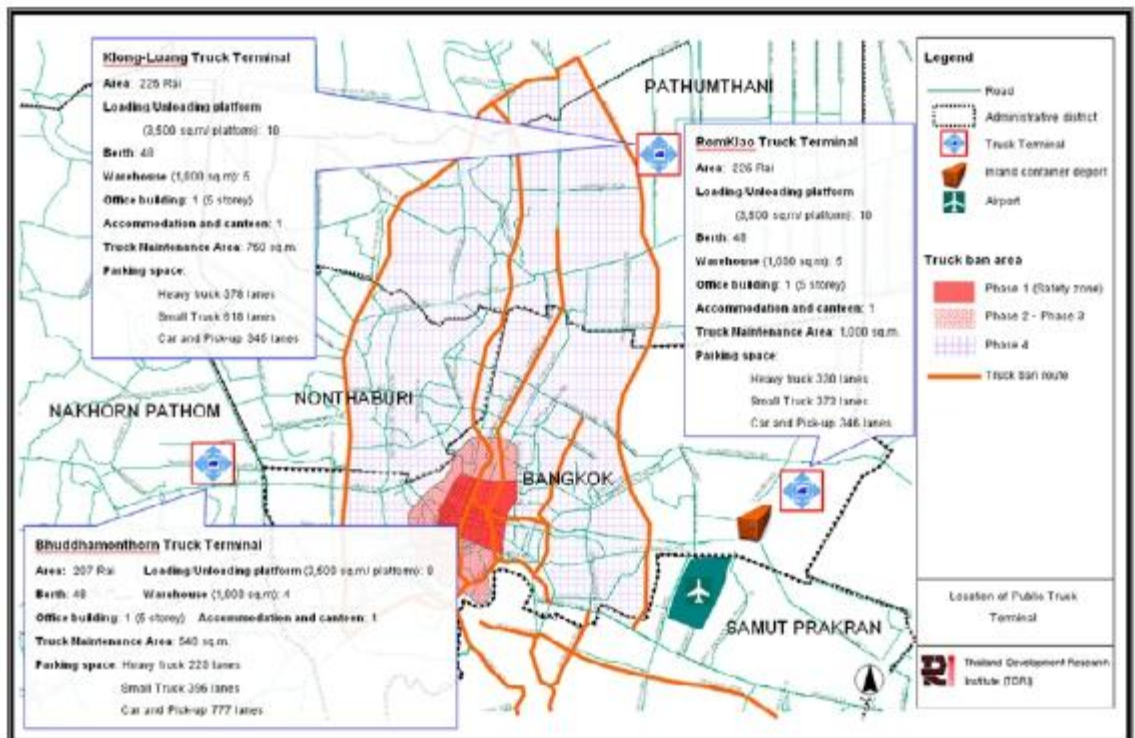 Klong-Luang Truck Terminal
Area: 225 Rai
Loading/Unloading platform
(3,500 sq.m/ platform): 10
Berth: 48
Warehouse (1,000 sq.m): 5
Office building: 1 (5 storey)
Accommodation and canteen: 1
Truck Maintenance Area: 750 sq.m.
Parking space:
Heavy truck 378 lanes
Small Truck 618 lanes
Car and Pick-up 345 lanes
PATHUMTHANI
RomKlao Truck Terminal
Area: 226 Rai
Loading/Unloading platform
(3,500 sq.m/ platform): 10
Berth: 48
Warehouse (1,000 sq.m): 5
Office building: 1 (5 storey)
Accommodation and canteen: 1
Truck Maintenance Area: 1,000 sq.m.
Parking space:
Heavy truck 330 lanes
Small Truck 373 lanes
Car and Pick-up 346 lanes
NAKHORN PATHOM
NONTHABURI
BANGKOK
SAMUT PRAKRAN
Bhuddhamonthorn Truck Terminal
Area: 207 Rai Loading/Unloading platform (3,500 sq.m/ platform): 8
Berth: 48 Warehouse (1,000 sq.m): 4
Office building: 1 (5 storey) Accommodation and canteen: 1
Truck Maintenance Area: 540 sq.m.
Parking space: Heavy truck 220 lanes
Small Truck 396 lanes
Car and Pick-up 777 lanes
Legend
Road
Administrative district
Truck Terminal
Inland container deport
Airport
Truck ban area
Phase 1 (Safety zone)
Phase 2 - Phase 3
Phase 4
Truck ban route
Location of Public Truck
Terminal
Thailand Development Research
Institute (TDRI)